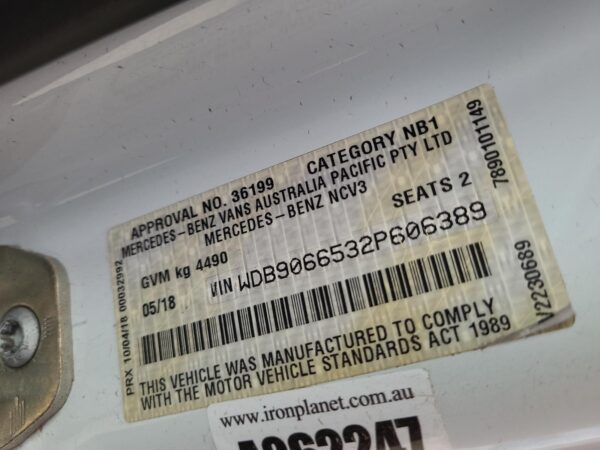 APPROVAL NO. 36199 CATEGORY NB1
MERCEDES-BENZ VANS AUSTRALIA PACIFIC PTY LTD
MERCEDES-BENZ NCV3
GVM kg 4490 SEATS 2
05/18 VIN WDB9066532P606389
THIS VEHICLE WAS MANUFACTURED TO COMPLY
WITH THE MOTOR VEHICLE STANDARDS ACT 1989
PRX 10/04/18 00032992
7890101149
VZ230689
www.ironplanet.com.au